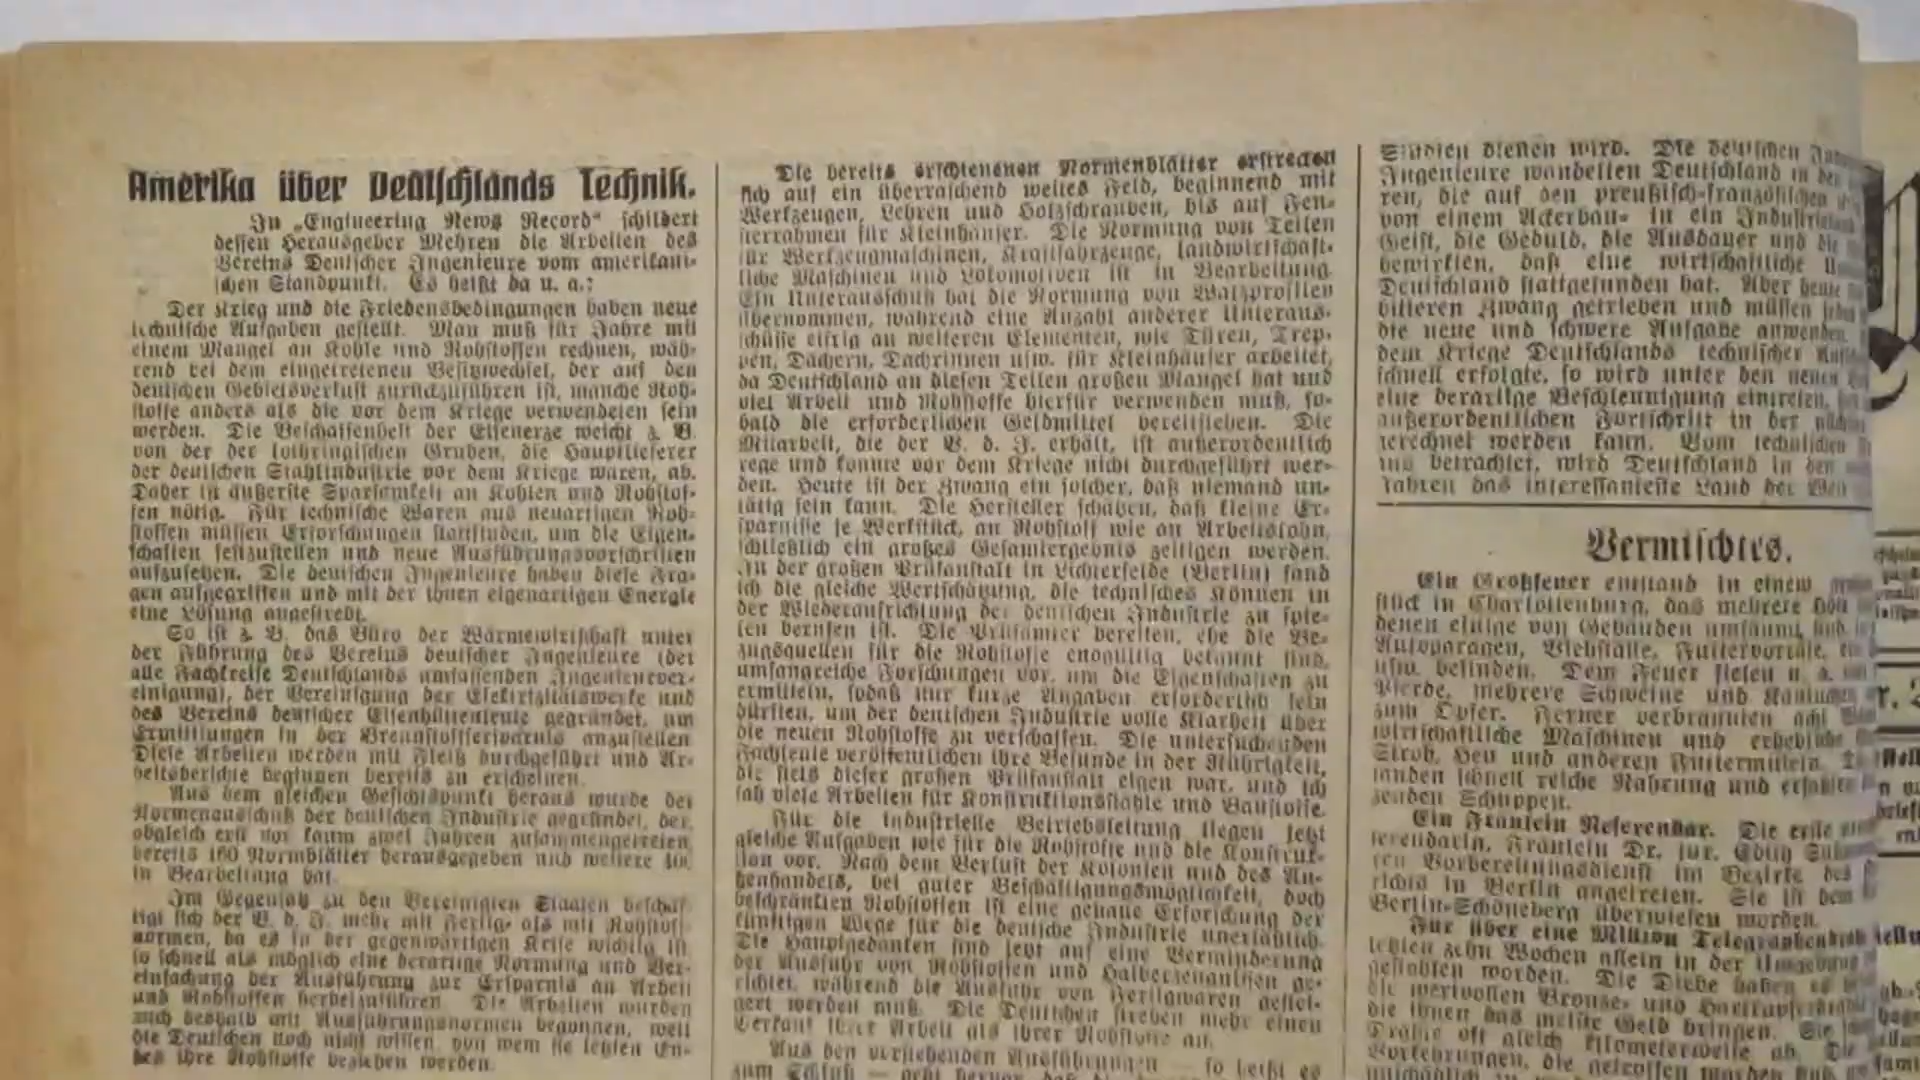 Amerika über Deutschlands Technik.
In „Engineering News Record“ schildert
dessen Herausgeber Mehren die Arbeiten des
Vereins Deutscher Ingenieure vom amerikani-
schen Standpunkt. Es heißt da u. a.:
Der Krieg und die Friedensbedingungen haben neue
technische Aufgaben gestellt. Man muß für Jahre mit
einem Mangel an Kohle und Rohstoffen rechnen, wäh-
rend bei dem eingetretenen Besitzwechsel, der auf den
deutschen Gebietsverlust zurückzuführen ist, manche Roh-
stoffe anders als die vor dem Kriege verwendeten sein
werden. Die Beschaffenheit der Eisenerze weicht z. B.
von der der lothringischen Gruben, die Hauptlieferer
der deutschen Stahlindustrie vor dem Kriege waren, ab.
Daher ist äußerste Sparsamkeit an Kohlen und Rohstof-
fen nötig. Für technische Waren aus neuartigen Roh-
stoffen müssen Erforschungen stattfinden, um die Eigen-
schaften festzustellen und neue Ausführungsvorschriften
aufzusetzen. Die deutschen Ingenieure haben diese Fra-
gen aufgegriffen und mit der ihnen eigenartigen Energie
eine Lösung angestrebt.
So ist z. B. das Büro der Wärmewirtschaft unter
der Führung des Vereins deutscher Ingenieure (der
alle Fachkreise Deutschlands umfassenden Ingenieurver-
einigung), der Vereinigung der Elektrizitätswerke und
des Vereins deutscher Eisenhüttenleute gegründet, um
Ermittlungen in der Brennstoffersparnis anzustellen.
Diese Arbeiten werden mit Fleiß durchgeführt und Ar-
beitsberichte beginnen bereits zu erscheinen.
Aus dem gleichen Gesichtspunkt heraus wurde der
Normenausschuß der deutschen Industrie gegründet, der,
obgleich erst vor kaum zwei Jahren zusammengetreten,
bereits 160 Normblätter herausgegeben und weitere
in Bearbeitung hat.
Im Gegensatz zu den Vereinigten Staaten beschäf-
tigt sich der V. d. I. mehr mit Fertig- als mit Rohstoff-
normen, da es in der gegenwärtigen Krise wichtig ist,
so schnell als möglich eine derartige Normung und Ver-
einfachung der Ausführung zur Ersparnis an Arbeit
und Rohstoffen herbeizuführen. Die Arbeiten wurden
auch deshalb mit Ausführungsnormen begonnen, weil
die Deutschen noch nicht wissen, von wem sie letzten En-
des ihre Rohstoffe beziehen werden.
Die bereits erschienenen Normenblätter erstrecken
sich auf ein überraschend weites Feld, beginnend mit
Werkzeugen, Lehren und Holzschrauben, bis auf Fen-
sterrahmen für Kleinhäuser. Die Normung von Teilen
für Werkzeugmaschinen, Kraftfahrzeuge, landwirtschaft-
liche Maschinen und Lokomotiven ist in Bearbeitung.
Ein Unterausschuß hat die Normung von Walzprofilen
übernommen, während eine Anzahl anderer Unteraus-
schüsse eifrig an weiteren Elementen, wie Türen, Trep-
pen, Dächern, Dachrinnen usw. für Kleinhäuser arbeitet,
da Deutschland an diesen Teilen großen Mangel hat und
viel Arbeit und Rohstoffe hierfür verwenden muß, so-
bald die erforderlichen Geldmittel bereitstehen. Die
Mitarbeit, die der V. d. I. erhält, ist außerordentlich
rege und konnte vor dem Kriege nicht durchgeführt wer-
den. Heute ist der Zwang ein solcher, daß niemand un-
tätig sein kann. Die Hersteller schätzen, daß kleine Er-
sparnisse je Werkstück, an Rohstoff wie an Arbeitslohn,
schließlich ein großes Gesamtergebnis zeitigen werden.
In der großen Prüfanstalt in Lichterfelde (Berlin) fand
ich die gleiche Wertschätzung, die technisches Können in
der Wiederaufrichtung der deutschen Industrie zu spie-
len berufen ist. Die Prüfämter bereiten, ehe die Be-
zugsquellen für die Rohstoffe endgültig bekannt sind,
umfangreiche Forschungen vor, um die Eigenschaften zu
ermitteln, sodaß nur kurze Angaben erforderlich sein
dürften, um der deutschen Industrie volle Klarheit über
die neuen Rohstoffe zu verschaffen. Die untersuchenden
Fachleute veröffentlichen ihre Befunde in der Rührigkeit,
die stets dieser großen Prüfanstalt eigen war, und ich
sah viele Arbeiten für Konstruktionsstähle und Baustoffe.
Für die industrielle Betriebsleitung liegen jetzt
gleiche Aufgaben wie für die Rohstoffe und die Konstruk-
tion vor. Nach dem Verlust der Kolonien und des Au-
ßenhandels, bei guter Beschäftigungsmöglichkeit, doch
beschränkten Rohstoffen ist eine genaue Erforschung der
künftigen Wege für die deutsche Industrie unerläßlich.
Die Hauptgedanken sind jetzt auf eine Verminderung
der Ausfuhr von Rohstoffen und Halberzeugnissen ge-
richtet, während die Ausfuhr von Fertigwaren gestei-
gert werden muß. Die Deutschen streben mehr einen
Verkauf ihrer Arbeit als ihrer Rohstoffe an.
Aus den vorstehenden Ausführungen — so heißt es
zum Schluß — geht hervor, daß die
Studien dienen wird. Die deutschen
Ingenieure wandelten Deutschland in den
ren, die auf den preußisch-französischen
von einem Ackerbau- in ein
Geist, die Geduld, die Ausdauer und die
bewirkten, daß eine wirtschaftliche
Deutschland stattgefunden hat. Aber heute
bitteren Zwang getrieben und müssen
die neue und schwere Aufgabe anwenden.
dem Kriege Deutschlands technischer
schnell erfolgte, so wird unter den neuen
eine derartige Beschleunigung eintreten,
außerordentlichen Fortschritt in der
gerechnet werden kann. Vom technischen
aus betrachtet, wird Deutschland in den
Jahren das interessanteste Land der Welt
Vermischtes.
Ein Großfeuer entstand in einem
stück in Charlottenburg, das mehrere
denen einige von Gebäuden umsäumt sind
Autogaragen, Viehställe, Futtervorräte,
usw. befinden. Dem Feuer fielen u. a.
Pferde, mehrere Schweine und Kaninchen
zum Opfer. Ferner verbrannten acht
wirtschaftliche Maschinen und erhebliche
Stroh, Heu und anderen Futtermitteln.
fanden schnell reiche Nahrung und
zenden Schuppen.
Ein Fräulein Referendar. Die erste
ferendarin, Fräulein Dr. jur. Edith
ren Vorbereitungsdienst im Bezirke des
richts in Berlin angetreten. Sie ist dem
Berlin-Schöneberg überwiesen worden.
Für über eine Million
letzten zehn Wochen allein in der Umgebung
gestohlen worden. Die Diebe haben es
die wertvollen Bronze- und
die ihnen das meiste Geld bringen. Sie
Drähte oft gleich kilometerweise ab. Die
Vorkehrungen, die getroffen wurden